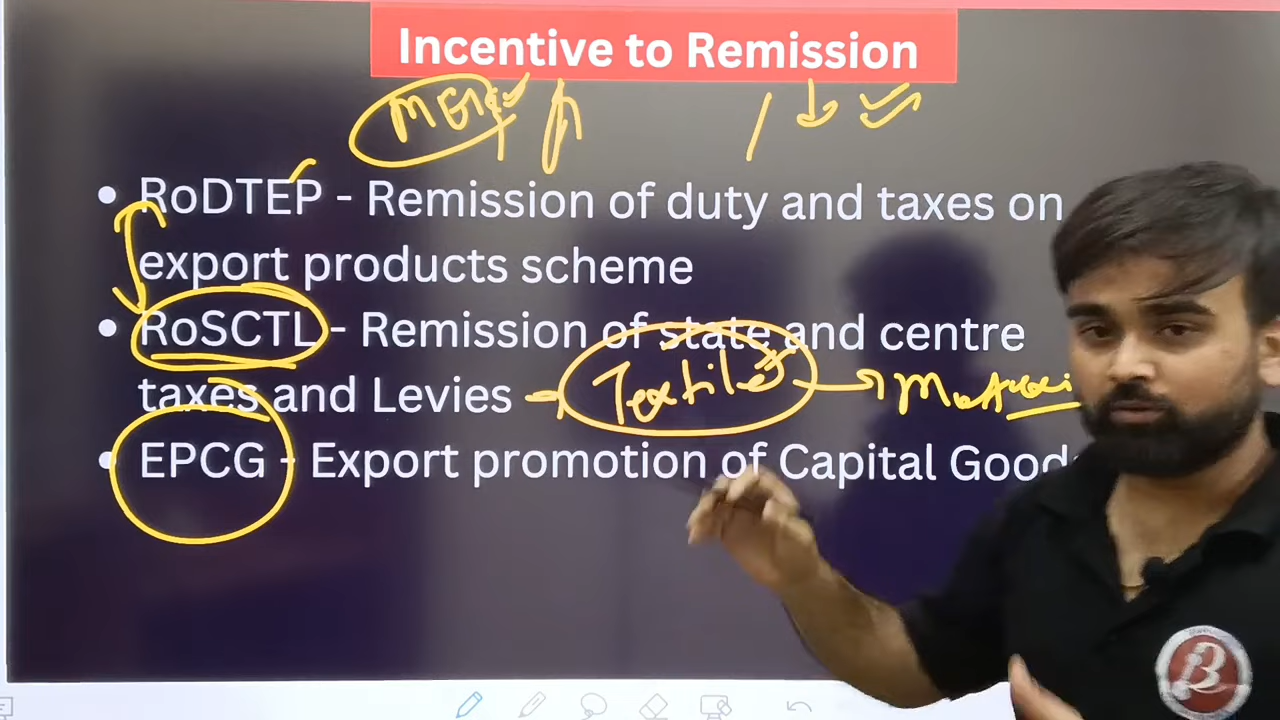 Incentive to Remission
• RoDTEP - Remission of duty and taxes on
export products scheme
• RoSCTL - Remission of state and centre
taxes and Levies → Textiles →
• EPCG - Export promotion of Capital Good